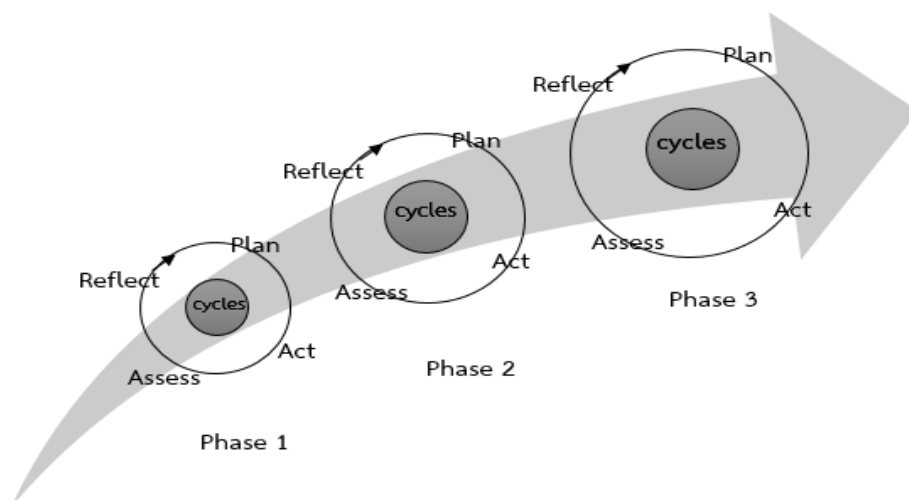 Plan
Reflect
cycles
Act
Assess
Phase 1
Plan
Reflect
cycles
Act
Assess
Phase 2
Plan
Reflect
cycles
Act
Assess
Phase 3